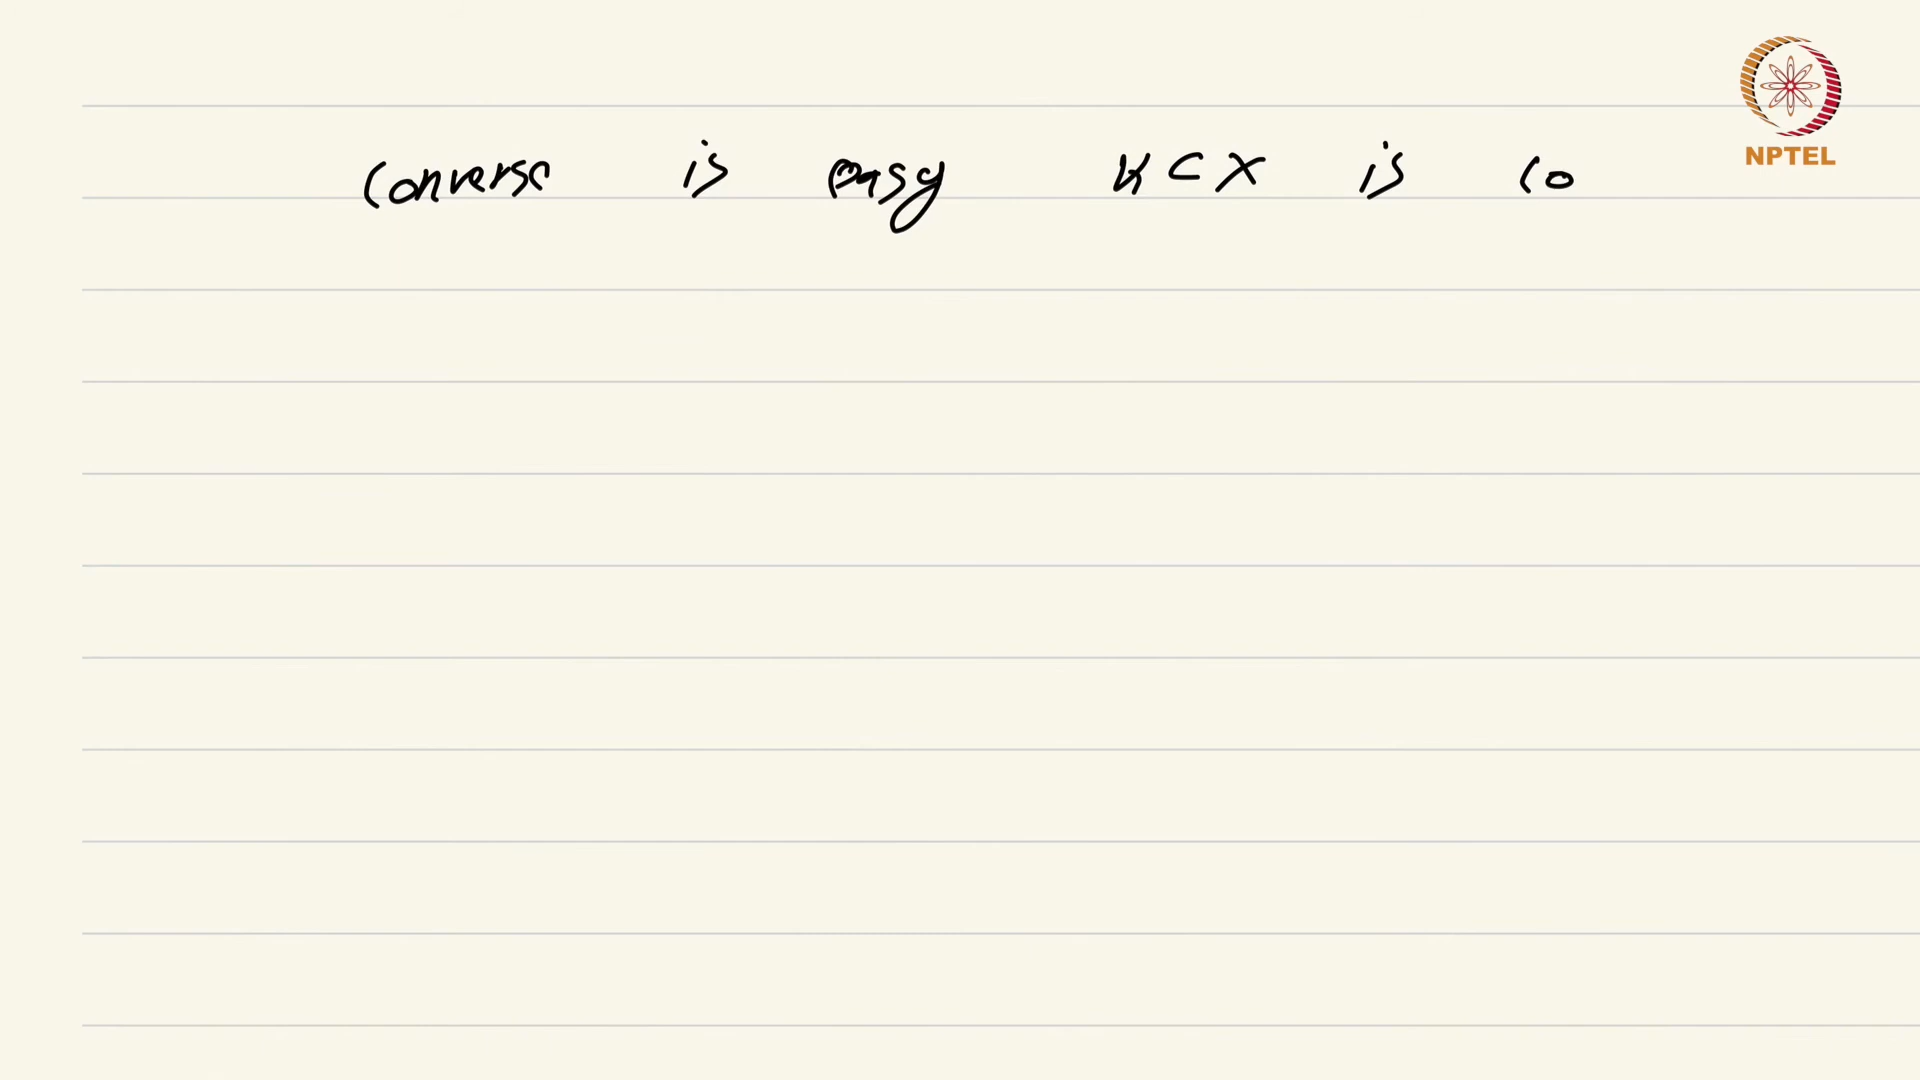 NPTEL
converse is easy K ⊂ X is co